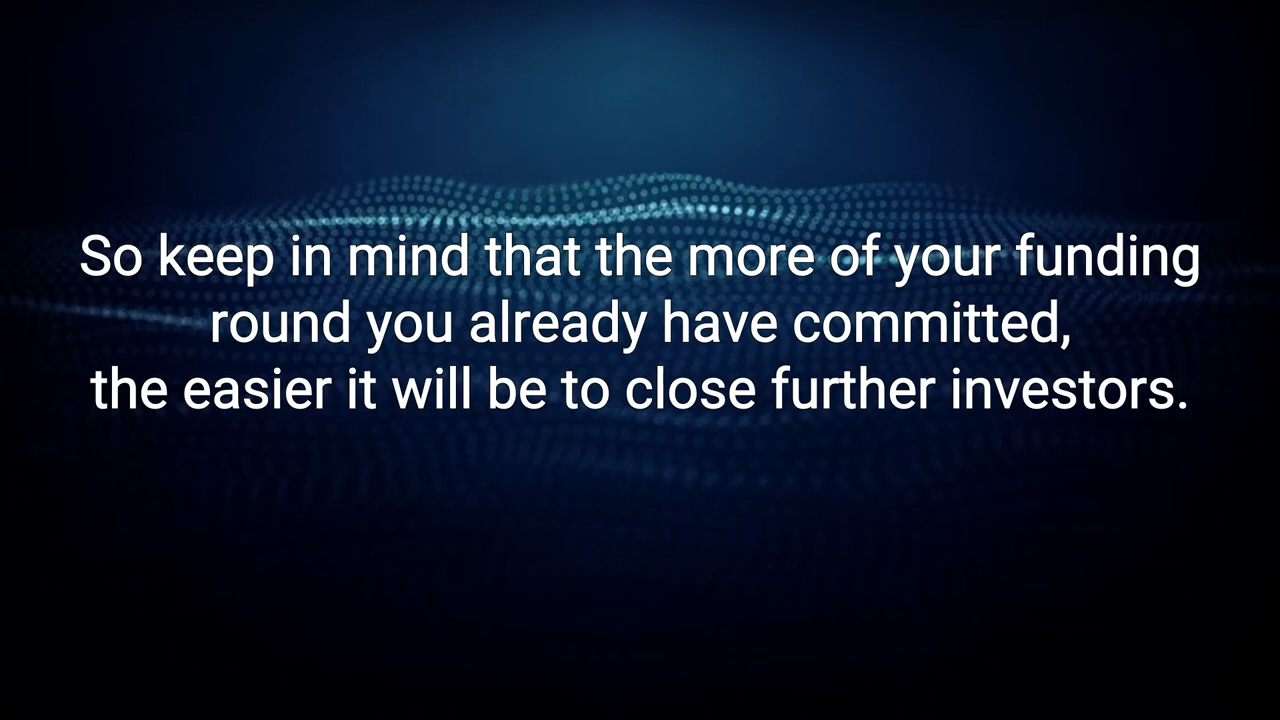 So keep in mind that the more of your funding
round you already have committed,
the easier it will be to close further investors.